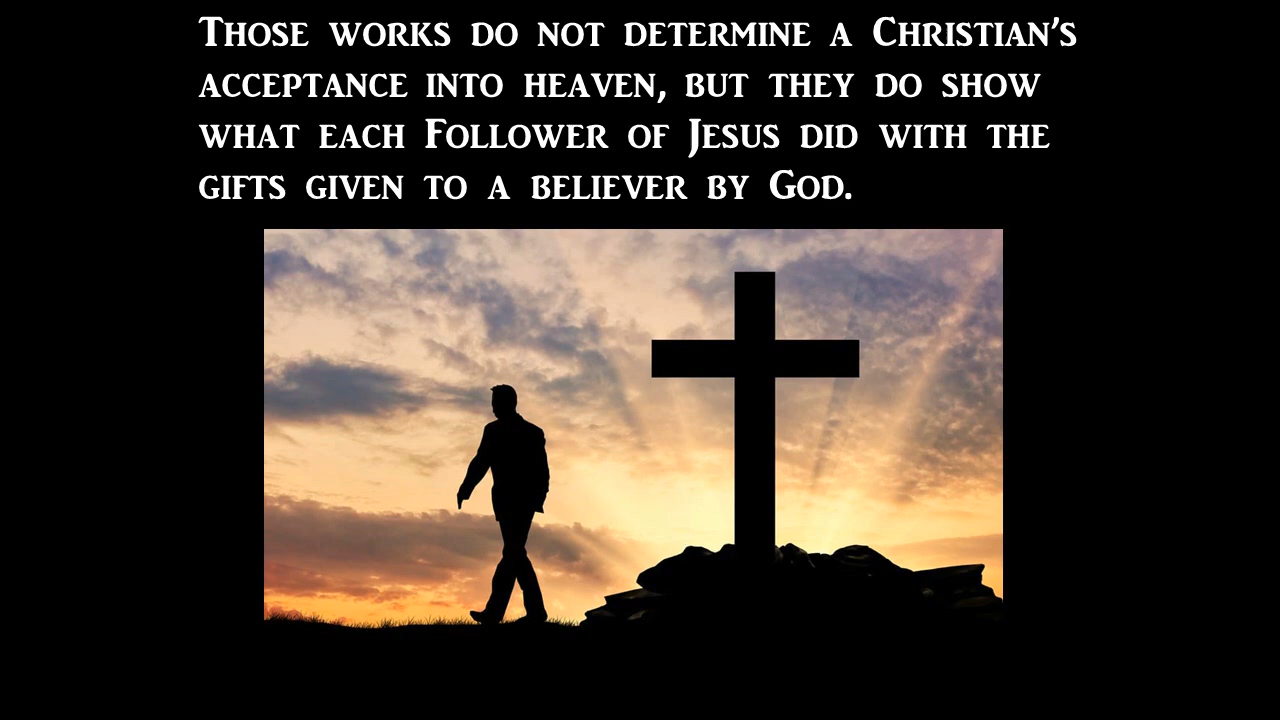 Those works do not determine a Christian's
acceptance into heaven, but they do show
what each Follower of Jesus did with the
gifts given to a believer by God.